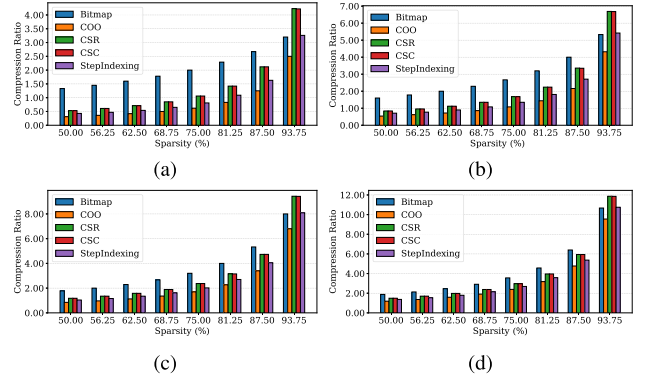 Compression Ratio
4.00
3.50
3.00
2.50
2.00
1.50
1.00
0.50
0.00
Bitmap
COO
CSR
CSC
StepIndexing
50.00 56.25 62.50 68.75 75.00 81.25 87.50 93.75
Sparsity (%)
(a)
Compression Ratio
7.00
6.00
5.00
4.00
3.00
2.00
1.00
0.00
Bitmap
COO
CSR
CSC
StepIndexing
50.00 56.25 62.50 68.75 75.00 81.25 87.50 93.75
Sparsity (%)
(b)
Compression Ratio
8.00
6.00
4.00
2.00
0.00
Bitmap
COO
CSR
CSC
StepIndexing
50.00 56.25 62.50 68.75 75.00 81.25 87.50 93.75
Sparsity (%)
(c)
Compression Ratio
12.00
10.00
8.00
6.00
4.00
2.00
0.00
Bitmap
COO
CSR
CSC
StepIndexing
50.00 56.25 62.50 68.75 75.00 81.25 87.50 93.75
Sparsity (%)
(d)